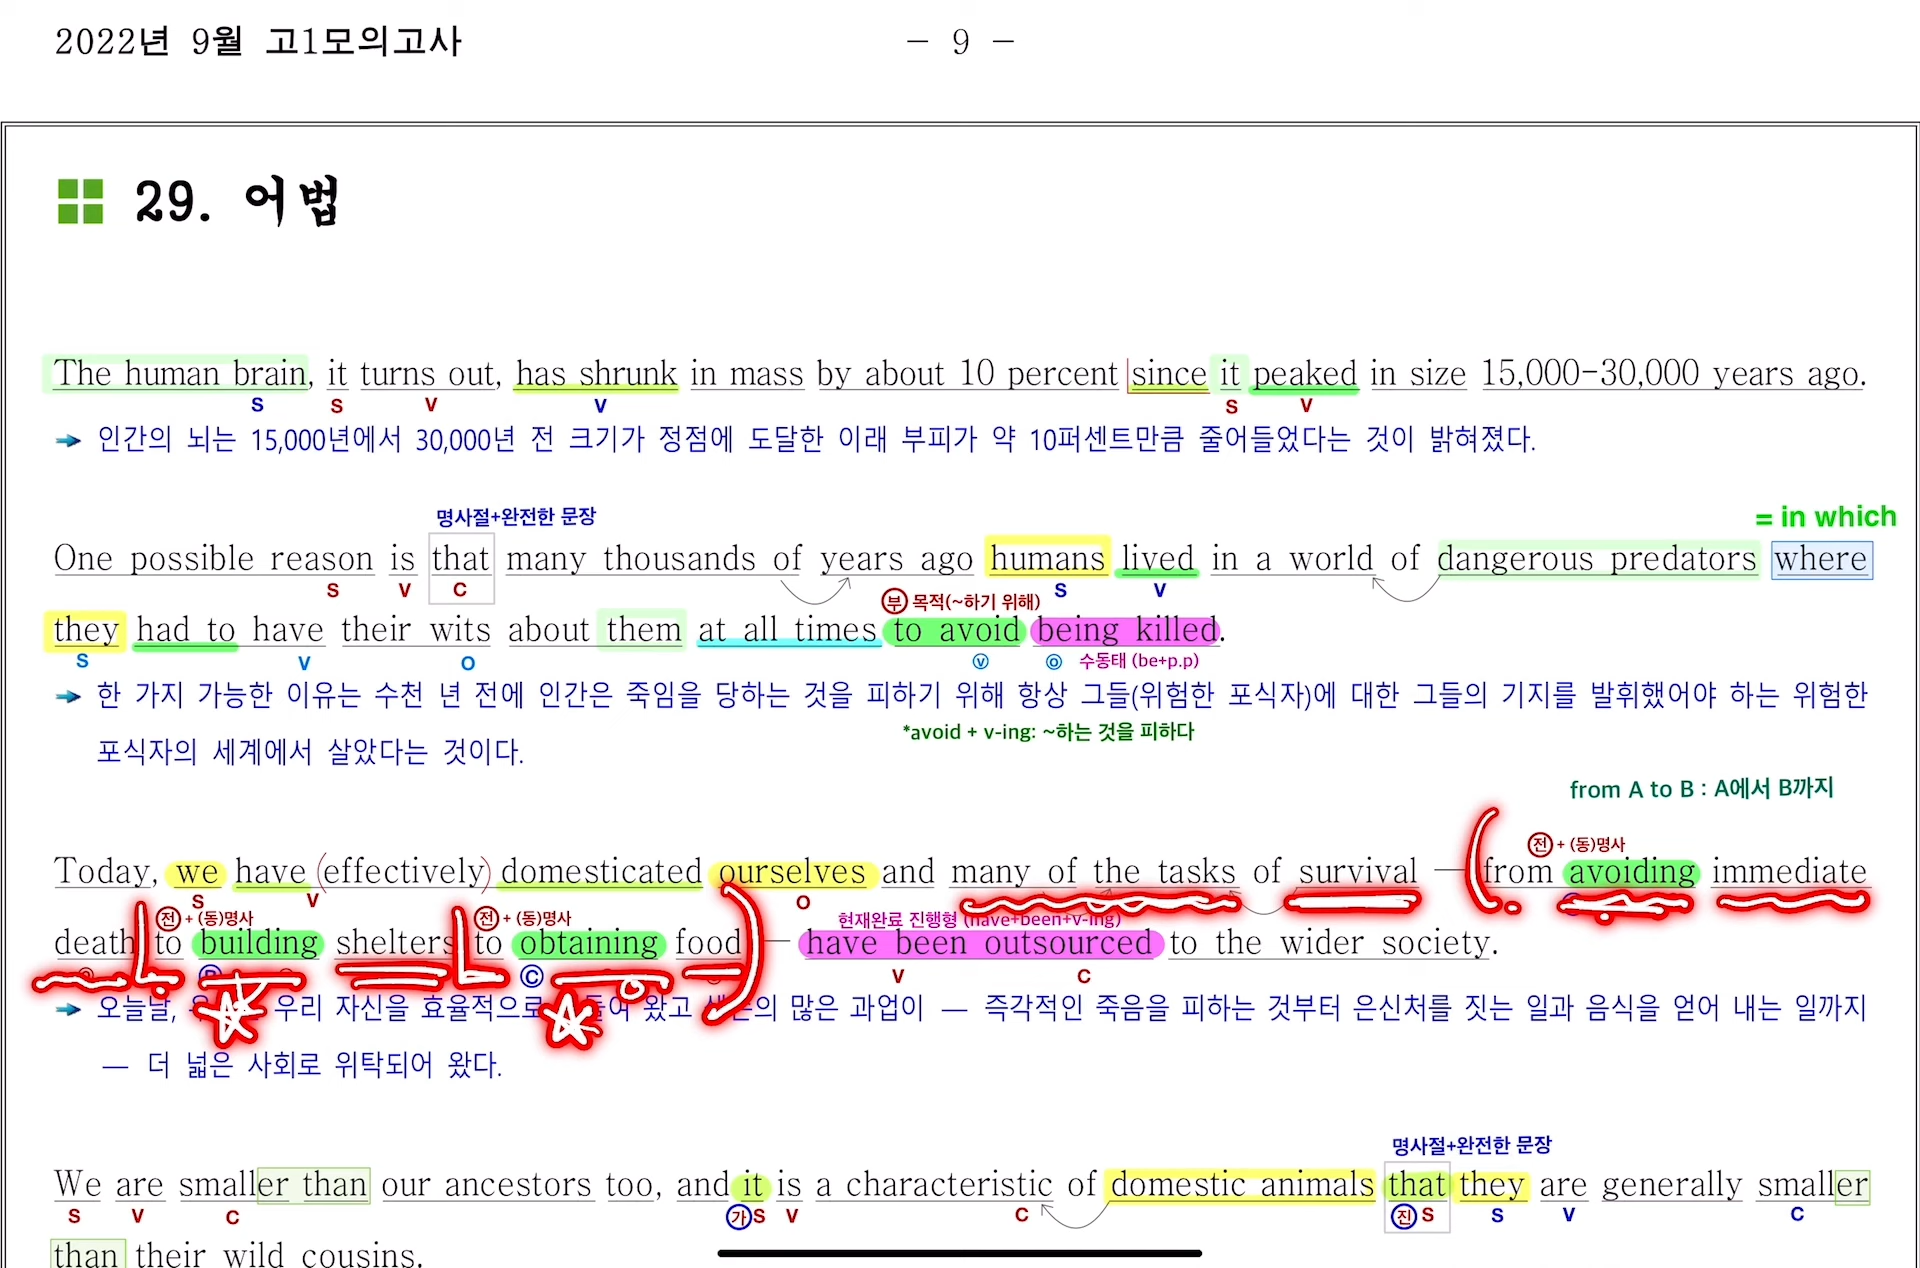 2022년 9월 고1모의고사
- 9 -
29. 어법
The human brain, it turns out, has shrunk in mass by about 10 percent since it peaked in size 15,000-30,000 years ago.
S S V V S V
➡ 인간의 뇌는 15,000년에서 30,000년 전 크기가 정점에 도달한 이래 부피가 약 10퍼센트만큼 줄어들었다는 것이 밝혀졌다.
명사절+완전한 문장
= in which
One possible reason is that many thousands of years ago humans lived in a world of dangerous predators where
S V C S V
부 목적(~하기 위해)
they had to have their wits about them at all times to avoid being killed.
S V O ⓥ ⓞ 수동태 (be+p.p)
➡ 한 가지 가능한 이유는 수천 년 전에 인간은 죽임을 당하는 것을 피하기 위해 항상 그들(위험한 포식자)에 대한 그들의 기지를 발휘했어야 하는 위험한
*avoid + v-ing: ~하는 것을 피하다
포식자의 세계에서 살았다는 것이다.
from A to B : A에서 B까지
전 + (동)명사
Today, we have (effectively) domesticated ourselves and many of the tasks of survival — from avoiding immediate
S V O
전 + (동)명사 전 + (동)명사 현재완료 진행형 (have+been+v-ing)
death to building shelters to obtaining food — have been outsourced to the wider society.
Ⓒ V C
➡ 오늘날, 우리 자신을 효율적으로 왔고 많은 과업이 — 즉각적인 죽음을 피하는 것부터 은신처를 짓는 일과 음식을 얻어 내는 일까지
— 더 넓은 사회로 위탁되어 왔다.
명사절+완전한 문장
We are smaller than our ancestors too, and it is a characteristic of domestic animals that they are generally smaller
S V C 가S V C 진S S V C
than their wild cousins.